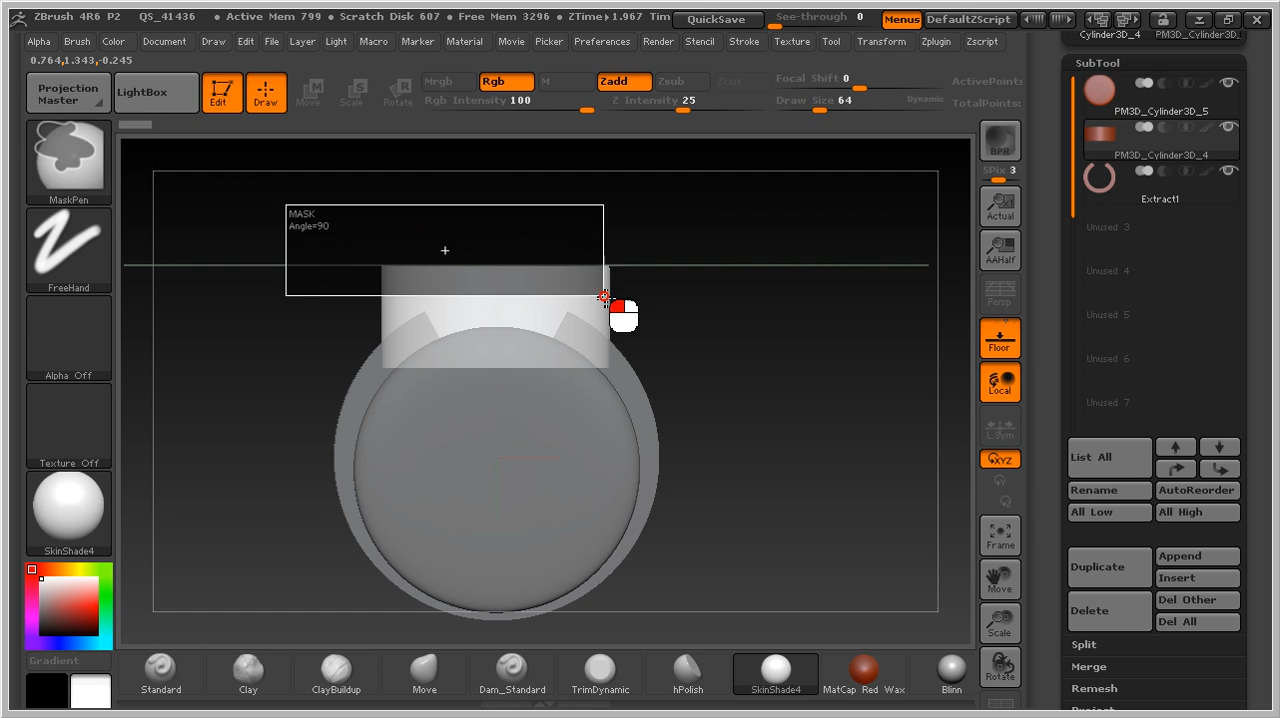 ZBrush 4R6 P2 QS_41436 • Active Mem 799 • Scratch Disk 607 • Free Mem 3296 • ZTime▸1.967 Tim QuickSave See-through 0 Menus DefaultZScript
Alpha Brush Color Document Draw Edit File Layer Light Macro Marker Material Movie Picker Preferences Render Stencil Stroke Texture Tool Transform Zplugin Zscript
Cylinder3D_4 PM3D_Cylinder3D_
0.764,1.343,-0.245
Projection Master
LightBox
Edit
Draw
Move
Scale
Rotate
Mrgb Rgb M Zadd Zsub Zcut
Rgb Intensity 100 Z Intensity 25
Focal Shift 0
Draw Size 64 Dynamic
ActivePoints
TotalPoints:
MaskPen
FreeHand
Alpha Off
Texture Off
SkinShade4
Gradient
MASK
Angle=90
BPR
SPix 3
Actual
AAHalf
Persp
Floor
Local
L.Sym
XYZ
Frame
Move
Scale
Rotate
SubTool
PM3D_Cylinder3D_5
PM3D_Cylinder3D_4
Extract1
Unused 3
Unused 4
Unused 5
Unused 6
Unused 7
List All
Rename AutoReorder
All Low All High
Duplicate Append
Insert
Delete Del Other
Del All
Split
Merge
Remesh
Standard Clay ClayBuildup Move Dam_Standard TrimDynamic hPolish SkinShade4 MatCap Red Wax Blinn